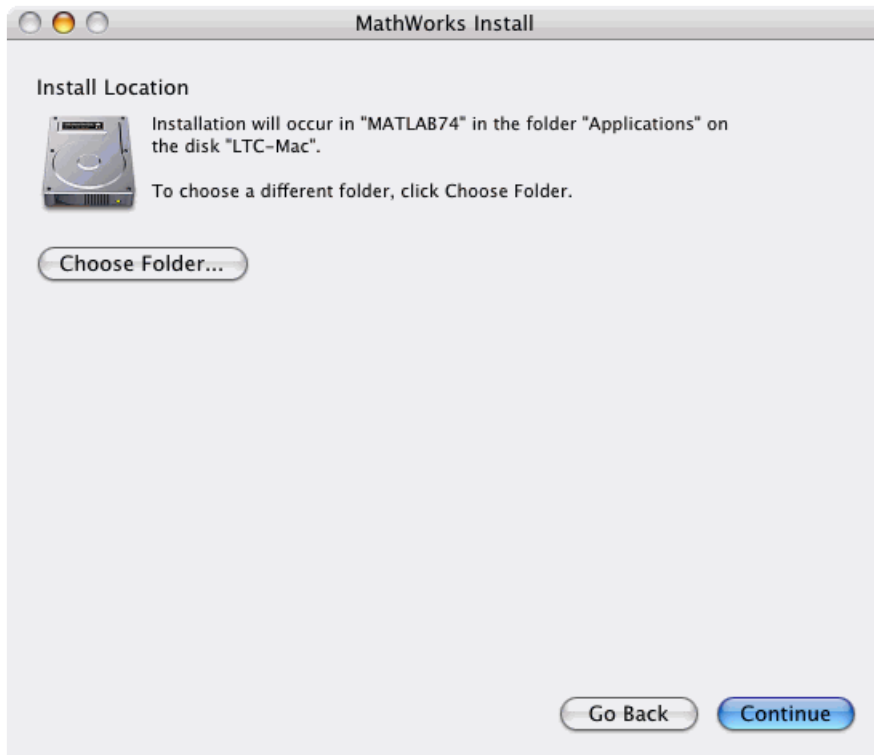 MathWorks Install
Install Location
Installation will occur in "MATLAB74" in the folder "Applications" on
the disk "LTC-Mac".
To choose a different folder, click Choose Folder.
Choose Folder...
Go Back
Continue